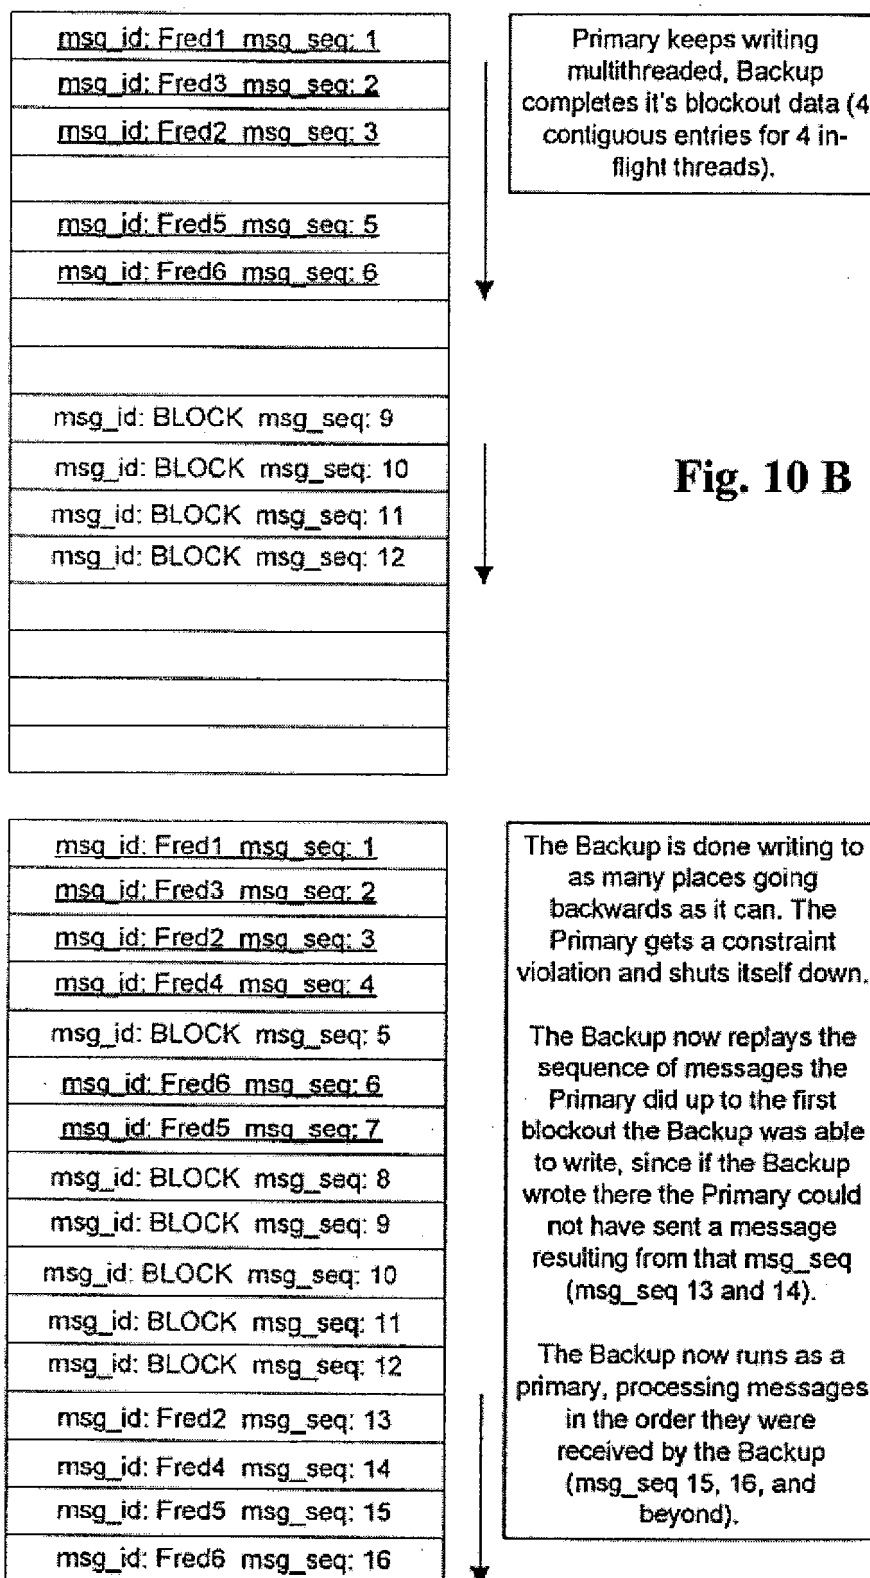 msg_id: Fred1 msg_seq: 1
msg_id: Fred3 msg_seq: 2
msg_id: Fred2 msg_seq: 3
msg_id: Fred5 msg_seq: 5
msg_id: Fred6 msg_seq: 6
msg_id: BLOCK msg_seq: 9
msg_id: BLOCK msg_seq: 10
msg_id: BLOCK msg_seq: 11
msg_id: BLOCK msg_seq: 12
Primary keeps writing
multithreaded, Backup
completes it's blockout data (4
contiguous entries for 4 in-
flight threads).
Fig. 10 B
msg_id: Fred1 msg_seq: 1
msg_id: Fred3 msg_seq: 2
msg_id: Fred2 msg_seq: 3
msg_id: Fred4 msg_seq: 4
msg_id: BLOCK msg_seq: 5
msg_id: Fred6 msg_seq: 6
msg_id: Fred5 msg_seq: 7
msg_id: BLOCK msg_seq: 8
msg_id: BLOCK msg_seq: 9
msg_id: BLOCK msg_seq: 10
msg_id: BLOCK msg_seq: 11
msg_id: BLOCK msg_seq: 12
msg_id: Fred2 msg_seq: 13
msg_id: Fred4 msg_seq: 14
msg_id: Fred5 msg_seq: 15
msg_id: Fred6 msg_seq: 16
The Backup is done writing to
as many places going
backwards as it can. The
Primary gets a constraint
violation and shuts itself down.
The Backup now replays the
sequence of messages the
Primary did up to the first
blockout the Backup was able
to write, since if the Backup
wrote there the Primary could
not have sent a message
resulting from that msg_seq
(msg_seq 13 and 14).
The Backup now runs as a
primary, processing messages
in the order they were
received by the Backup
(msg_seq 15, 16, and
beyond).